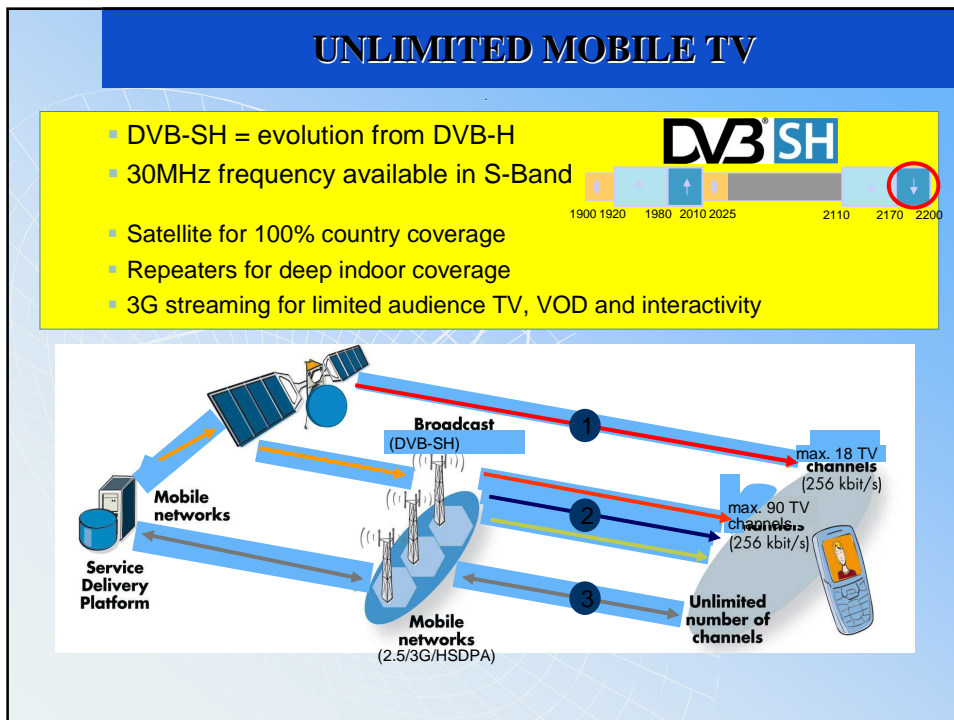 UNLIMITED MOBILE TV
DVB-SH = evolution from DVB-H
30MHz frequency available in S-Band
DVB® SH
1900 1920 1980 2010 2025 2110 2170 2200
Satellite for 100% country coverage
Repeaters for deep indoor coverage
3G streaming for limited audience TV, VOD and interactivity
Broadcast
(DVB-SH)
1
max. 18 TV
channels
(256 kbit/s)
Mobile
networks
2
max. 90 TV
channels
(256 kbit/s)
Service
Delivery
Platform
3
Unlimited
number of
channels
Mobile
networks
(2.5/3G/HSDPA)